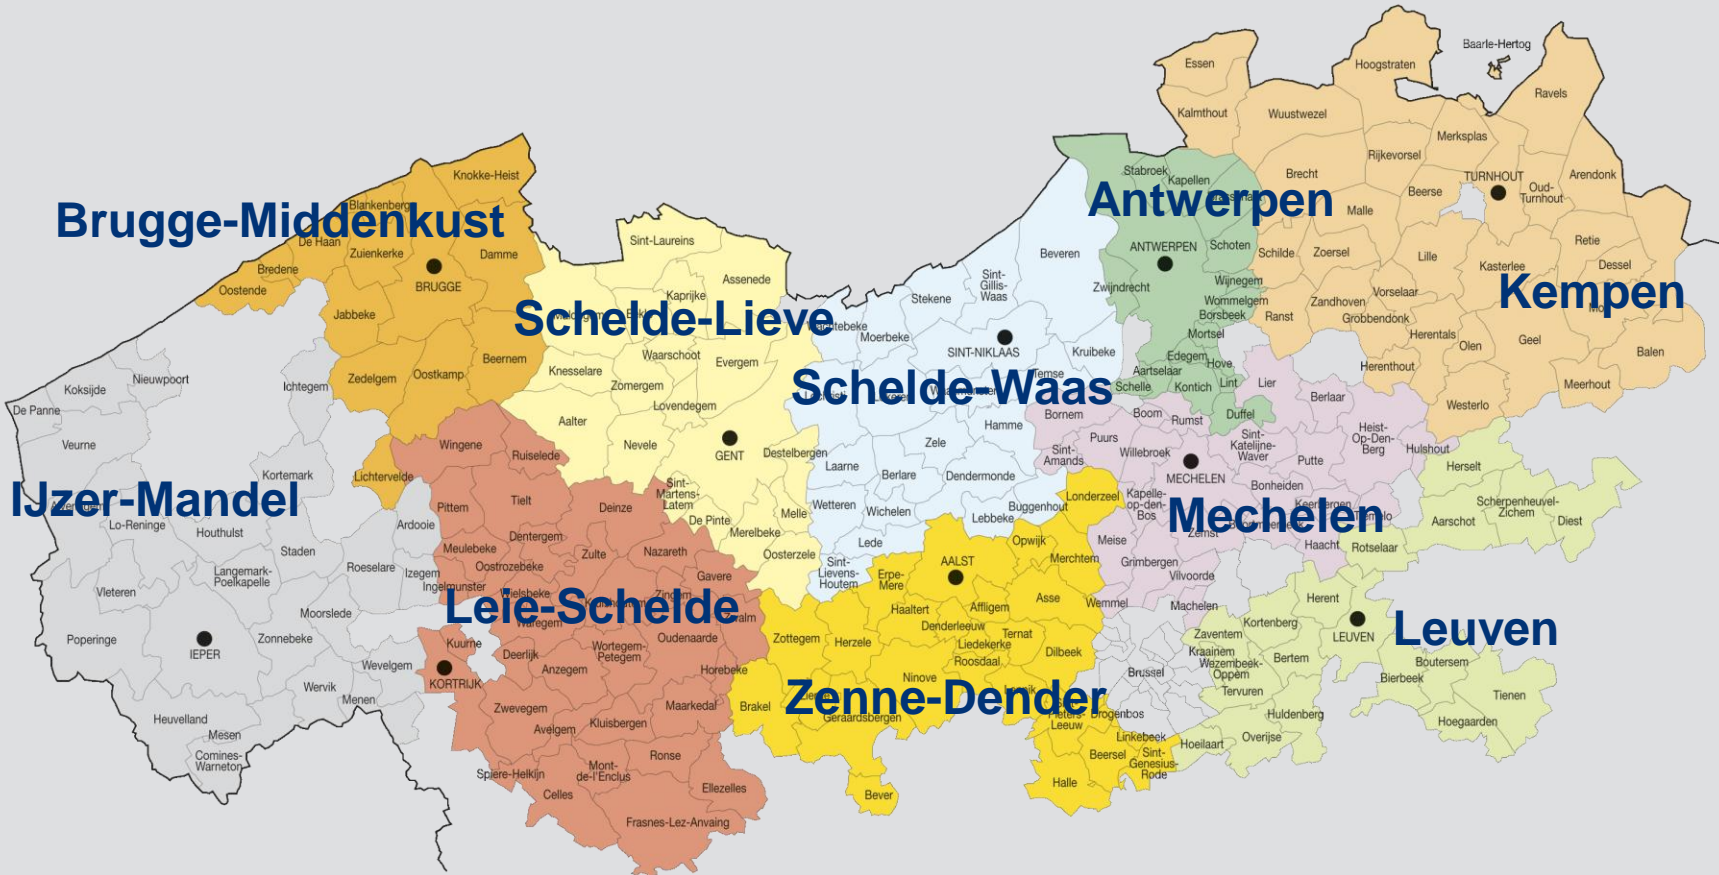 Baarle-Hertog
Essen
Hoogstraten
Ravels
Kalmthout
Wuustwezel
Merksplas
Rijkevorsel
Knokke-Heist
Stabroek
Kapellen
Brecht
TURNHOUT
Arendonk
Beerse
Oud-
Turnhout
Antwerpen
Blankenberge
Brugge-Middenkust
Malle
De Haan
Zuienkerke
Damme
Sint-Laureins
Beveren
ANTWERPEN
Schoten
Schilde
Zoersel
Lille
Retie
Kasterlee
Dessel
Bredene
BRUGGE
Assenede
Sint-
Gillis-
Waas
Zwijndrecht
Wijnegem
Oostende
Kaprijke
Stekene
Wommelgem
Zandhoven
Vorselaar
Kempen
Jabbeke
Schelde-Lieve
Borsbeek
Ranst
Grobbendonk
Moerbeke
Mortsel
Herentals
Geel
Olen
Balen
Waarschoot
Evergem
SINT-NIKLAAS
Kruibeke
Edegem
Hove
Beernem
Knesselare
Aartselaar
Herenthout
Koksijde
Nieuwpoort
Ichtegem
Zedelgem
Oostkamp
Zomergem
Schelde-Waas
Temse
Schelle
Kontich
Lint
Lier
Berlaar
Meerhout
De Panne
Lovendegem
Bornem
Boom
Rumst
Duffel
Westerlo
Aalter
Hamme
Veurne
Wingene
Nevele
GENT
Destelbergen
Zele
Puurs
Willebroek
Sint-
Katelijne-
Waver
Heist-
Op-Den-
Berg
Hulshout
Ruiselede
Sint-
Amands
Putte
Laarne
Berlare
Dendermonde
MECHELEN
Herselt
Kortemark
Lichtervelde
Sint-
Martens-
Latem
Bonheiden
IJzer-Mandel
Pittem
Tielt
Deinze
Wetteren
Wichelen
Londerzeel
Kapelle-
op-den-
Bos
Keerbergen
Scherpenheuvel-
Zichem
Lo-Reninge
Houthulst
Ardooie
De Pinte
Melle
Merelbeke
Lebbeke
Buggenhout
Mechelen
Tremelo
Aarschot
Diest
Dentergem
Staden
Meulebeke
Zulte
Nazareth
Oosterzele
Lede
Opwijk
Merchtem
Meise
Zemst
Haacht
Rotselaar
Langemark-
Poelkapelle
Roeselare
Izegem
Oostrozebeke
Gavere
Sint-
Lievens-
Houtem
Erpe-
Mere
AALST
Grimbergen
Vleteren
Ingelmunster
Wielsbeke
Zingem
Vilvoorde
Moorslede
Leie-Schelde
Zwalm
Haaltert
Affligem
Asse
Wemmel
Machelen
Herent
Waregem
Denderleeuw
Kortenberg
LEUVEN
Leuven
Poperinge
IEPER
Zonnebeke
Kuurne
Oudenaarde
Zottegem
Herzele
Ternat
Liedekerke
Dilbeek
Zaventem
Kraainem
Deerlijk
Wortegem-
Petegem
Roosdaal
Wezembeek-
Oppem
Bertem
Boutersem
Wevelgem
KORTRIJK
Anzegem
Horebeke
Ninove
Brussel
Bierbeek
Wervik
Menen
Zwevegem
Maarkedal
Brakel
Zenne-Dender
Tervuren
Tienen
Heuvelland
Mesen
Avelgem
Kluisbergen
Geraardsbergen
Pieters-
Leeuw
Drogenbos
Huldenberg
Hoegaarden
Comines-
Warneton
Ronse
Linkebeek
Hoeilaart
Overijse
Spiere-Helkijn
Mont-
de-l'Enclus
Beersel
Sint-
Genesius-
Rode
Celles
Ellezelles
Bever
Halle
Frasnes-Lez-Anvaing